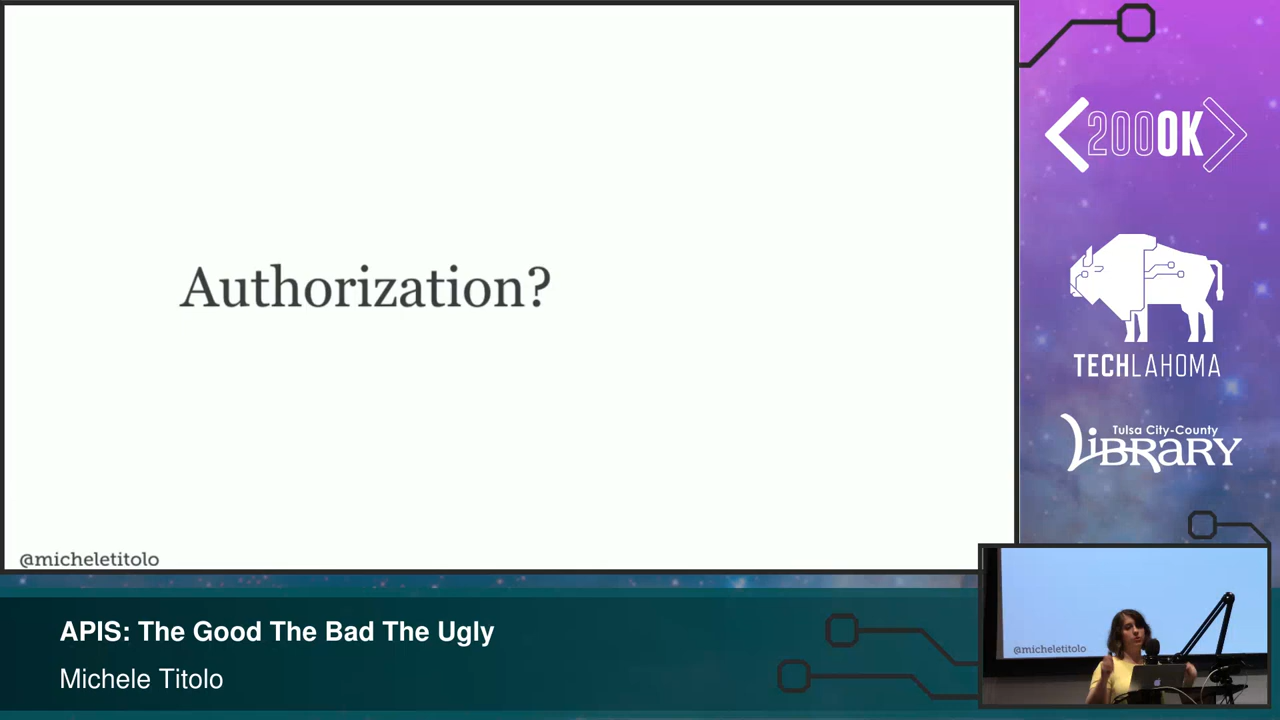 Authorization?
@micheletitolo
200OK
TECHLAHOMA
Tulsa City-County
LIBRARY
@micheletitolo
APIS: The Good The Bad The Ugly
Michele Titolo